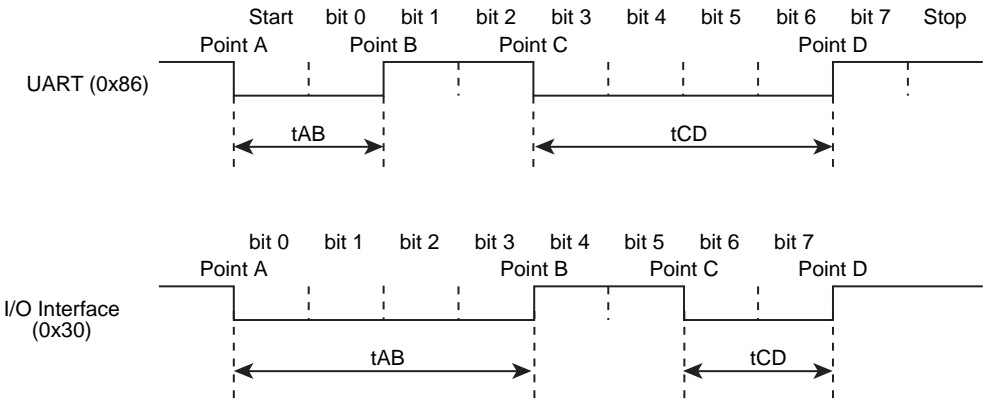 Start bit 0 bit 1 bit 2 bit 3 bit 4 bit 5 bit 6 bit 7 Stop
Point A Point B Point C Point D
UART (0x86)
tAB tCD
bit 0 bit 1 bit 2 bit 3 bit 4 bit 5 bit 6 bit 7
Point A Point B Point C Point D
I/O Interface
(0x30)
tAB tCD